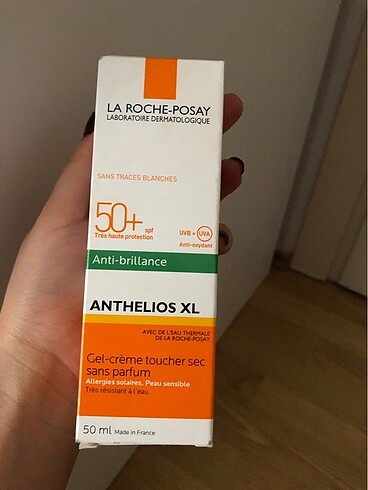 LA ROCHE-POSAY
LABORATOIRE DERMATOLOGIQUE
SANS TRACES BLANCHES
50+ spf
Très haute protection
UVB + UVA
Anti-oxydant
Anti-brillance
ANTHELIOS XL
AVEC DE L'EAU THERMALE
DE LA ROCHE-POSAY
Gel-crème toucher sec
sans parfum
Allergies solaires, Peau sensible
Très résistant à l'eau.
50 ml Made in France